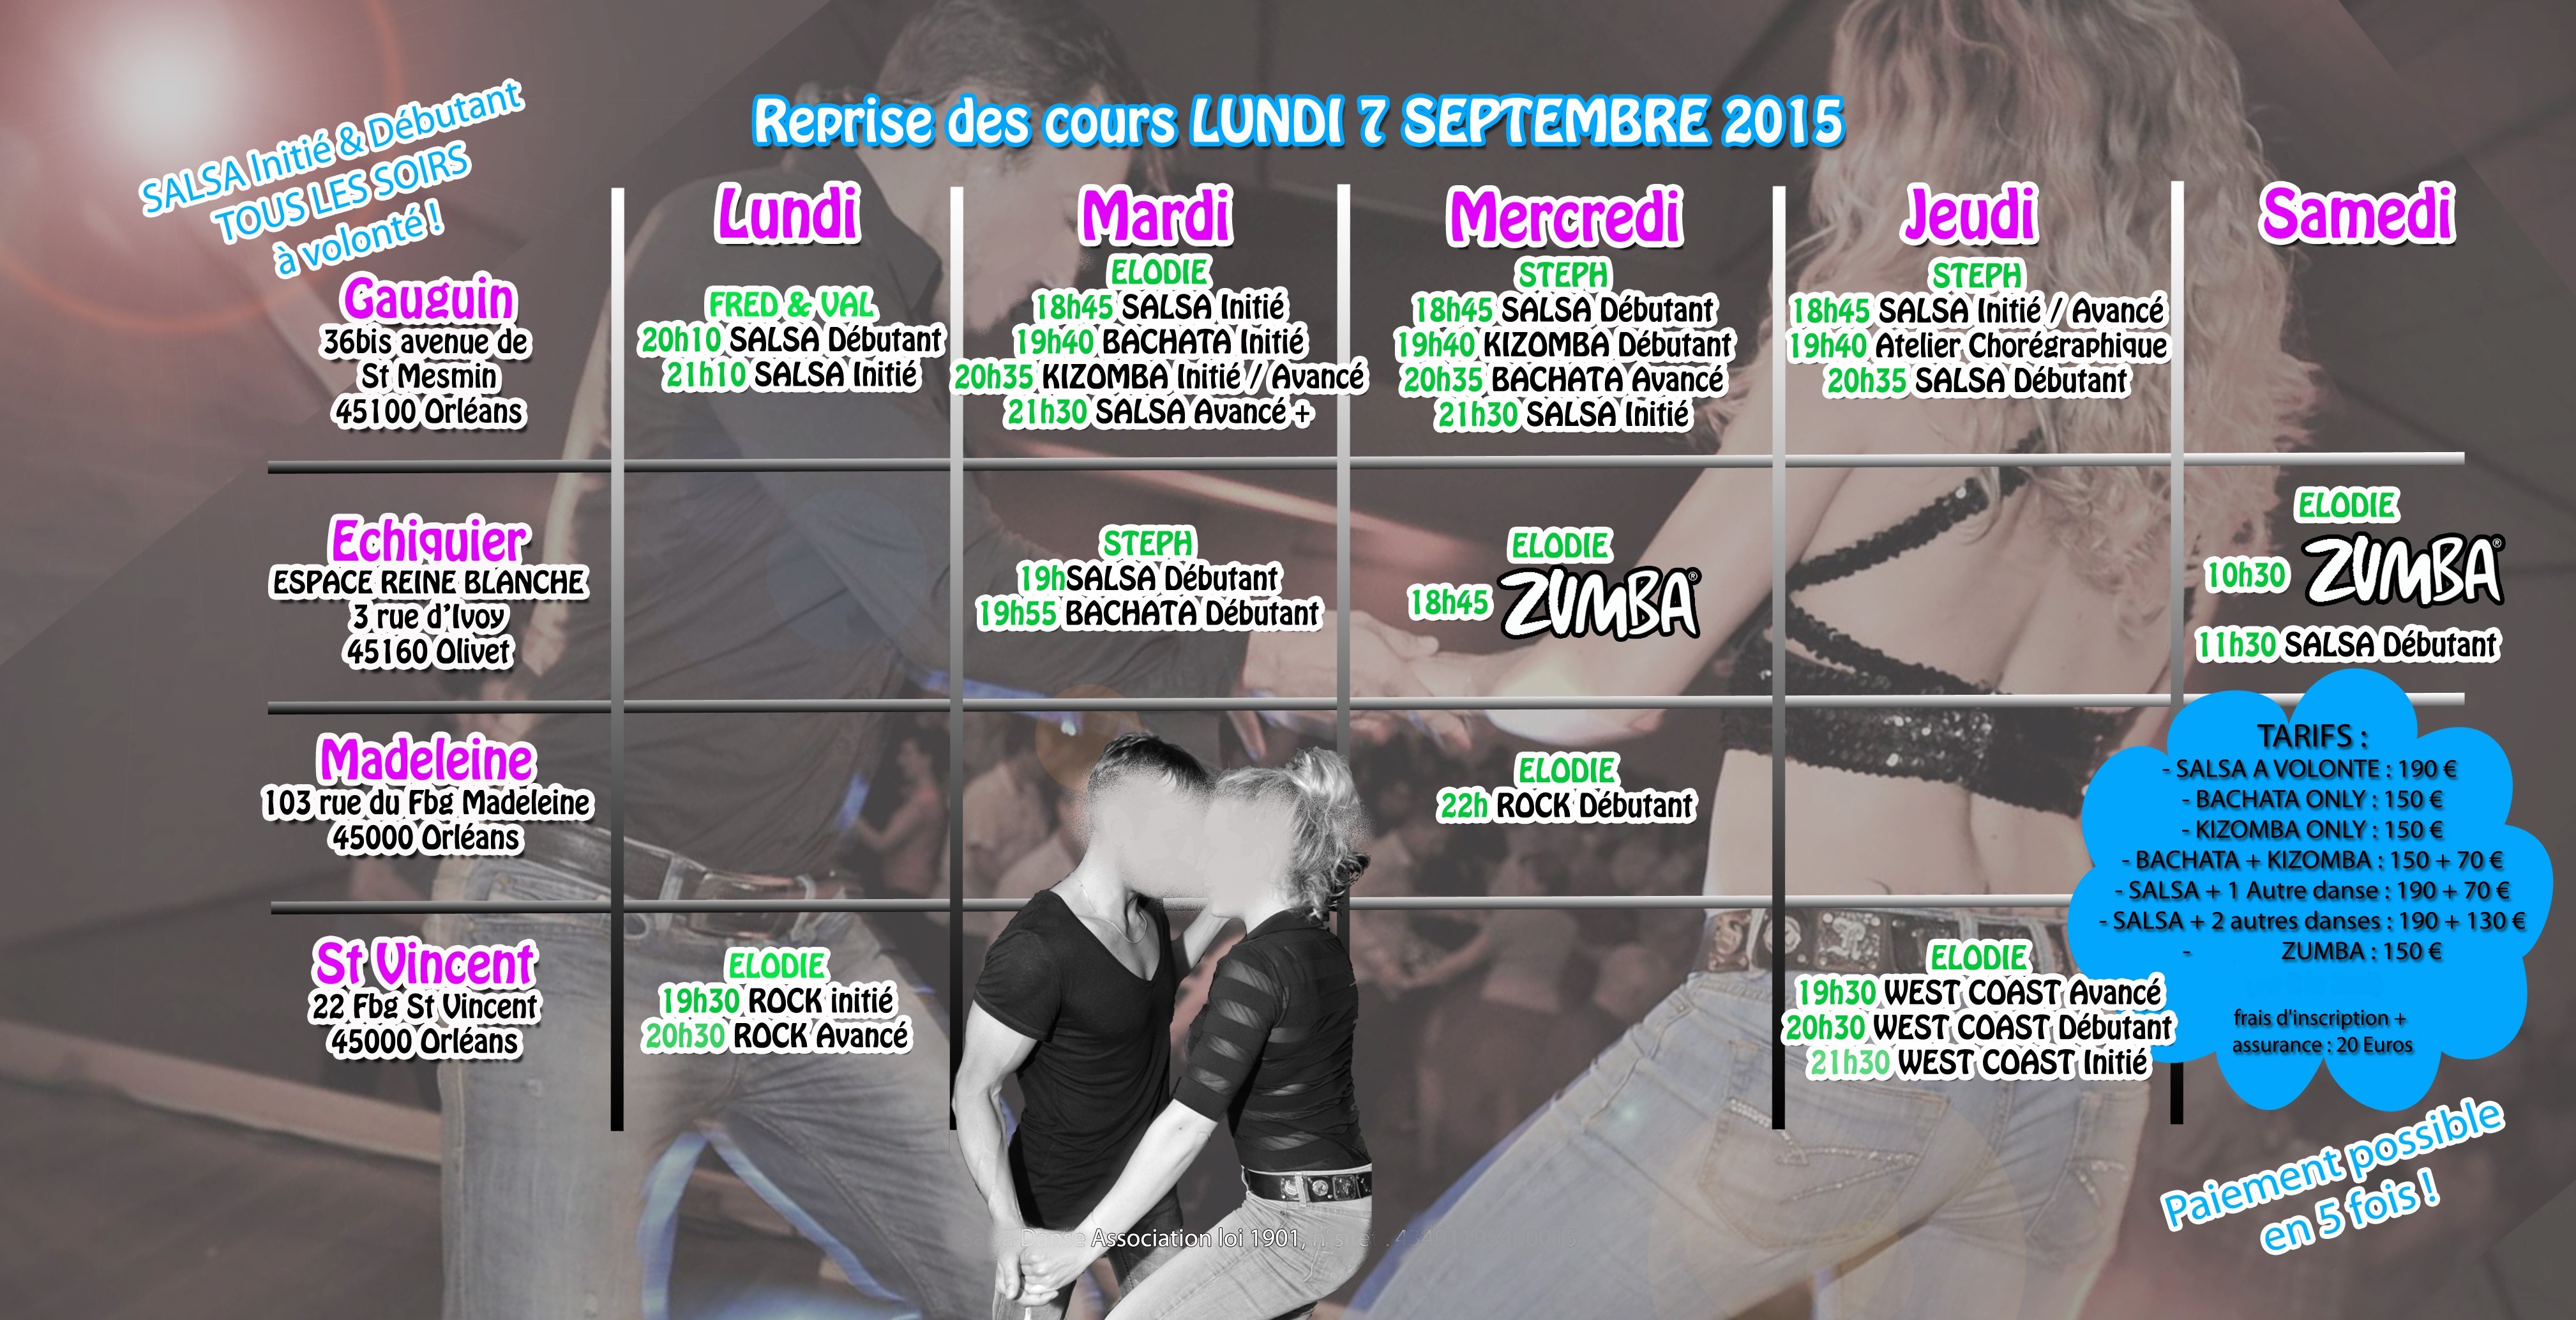 Reprise des cours LUNDI 7 SEPTEMBRE 2015
SALSA Initié & Débutant
TOUS LES SOIRS
à volonté !
Lundi
Mardi
Mercredi
Jeudi
Samedi
Gauguin
36bis avenue de
St Mesmin
45100 Orléans
FRED & VAL
20h10 SALSA Débutant
21h10 SALSA Initié
ELODIE
18h45 SALSA Initié
19h40 BACHATA Initié
20h35 KIZOMBA Initié / Avancé
21h30 SALSA Avancé +
STEPH
18h45 SALSA Débutant
19h40 KIZOMBA Débutant
20h35 BACHATA Avancé
21h30 SALSA Initié
STEPH
18h45 SALSA Initié / Avancé
19h40 Atelier Chorégraphique
20h35 SALSA Débutant
Echiquier
ESPACE REINE BLANCHE
3 rue d'Ivoy
45160 Olivet
STEPH
19hSALSA Débutant
19h55 BACHATA Débutant
ELODIE
18h45 ZUMBA®
ELODIE
10h30 ZUMBA®
11h30 SALSA Débutant
Madeleine
103 rue du Fbg Madeleine
45000 Orléans
ELODIE
22h ROCK Débutant
St Vincent
22 Fbg St Vincent
45000 Orléans
ELODIE
19h30 ROCK initié
20h30 ROCK Avancé
ELODIE
19h30 WEST COAST Avancé
20h30 WEST COAST Débutant
21h30 WEST COAST Initié
TARIFS :
- SALSA A VOLONTE : 190 €
- BACHATA ONLY : 150 €
- KIZOMBA ONLY : 150 €
- BACHATA + KIZOMBA : 150 + 70 €
- SALSA + 1 Autre danse : 190 + 70 €
- SALSA + 2 autres danses : 190 + 130 €
- ZUMBA : 150 €
frais d'inscription +
assurance : 20 Euros
Paiement possible
en 5 fois !
Danse Association loi 1901,